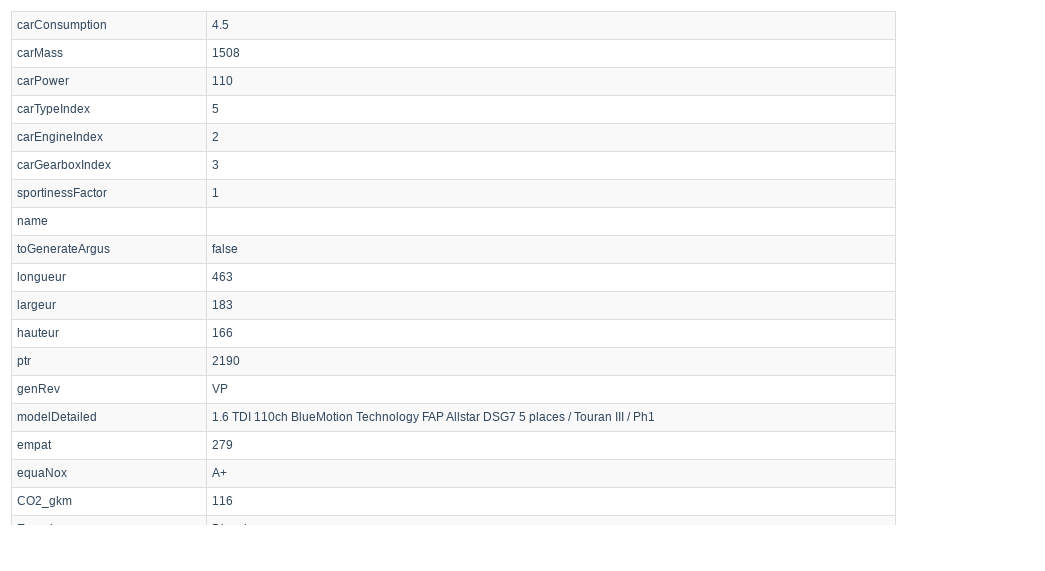 carConsumption 4.5
carMass 1508
carPower 110
carTypeIndex 5
carEngineIndex 2
carGearboxIndex 3
sportinessFactor 1
name
toGenerateArgus false
longueur 463
largeur 183
hauteur 166
ptr 2190
genRev VP
modelDetailed 1.6 TDI 110ch BlueMotion Technology FAP Allstar DSG7 5 places / Touran III / Ph1
empat 279
equaNox A+
CO2_gkm 116